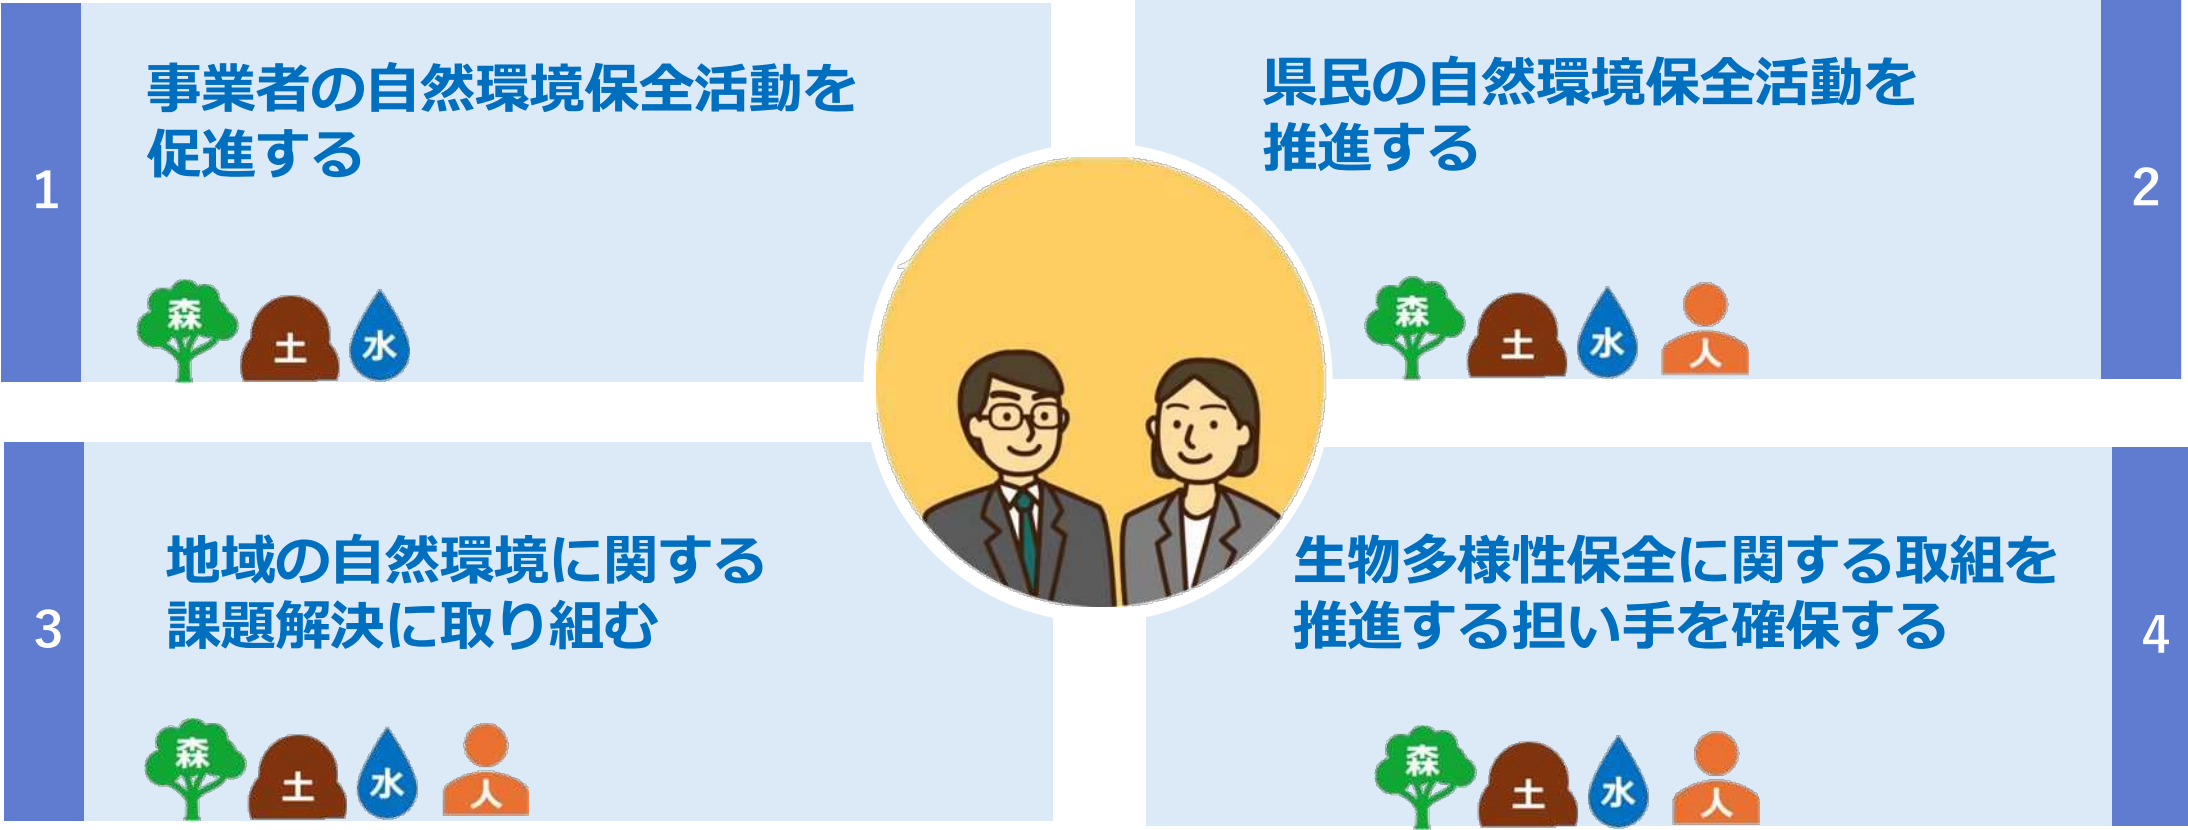 1
事業者の自然環境保全活動を
促進する
森 土 水
県民の自然環境保全活動を
推進する
2
森 土 水 人
3
地域の自然環境に関する
課題解決に取り組む
森 土 水 人
生物多様性保全に関する取組を
推進する担い手を確保する
4
森 土 水 人